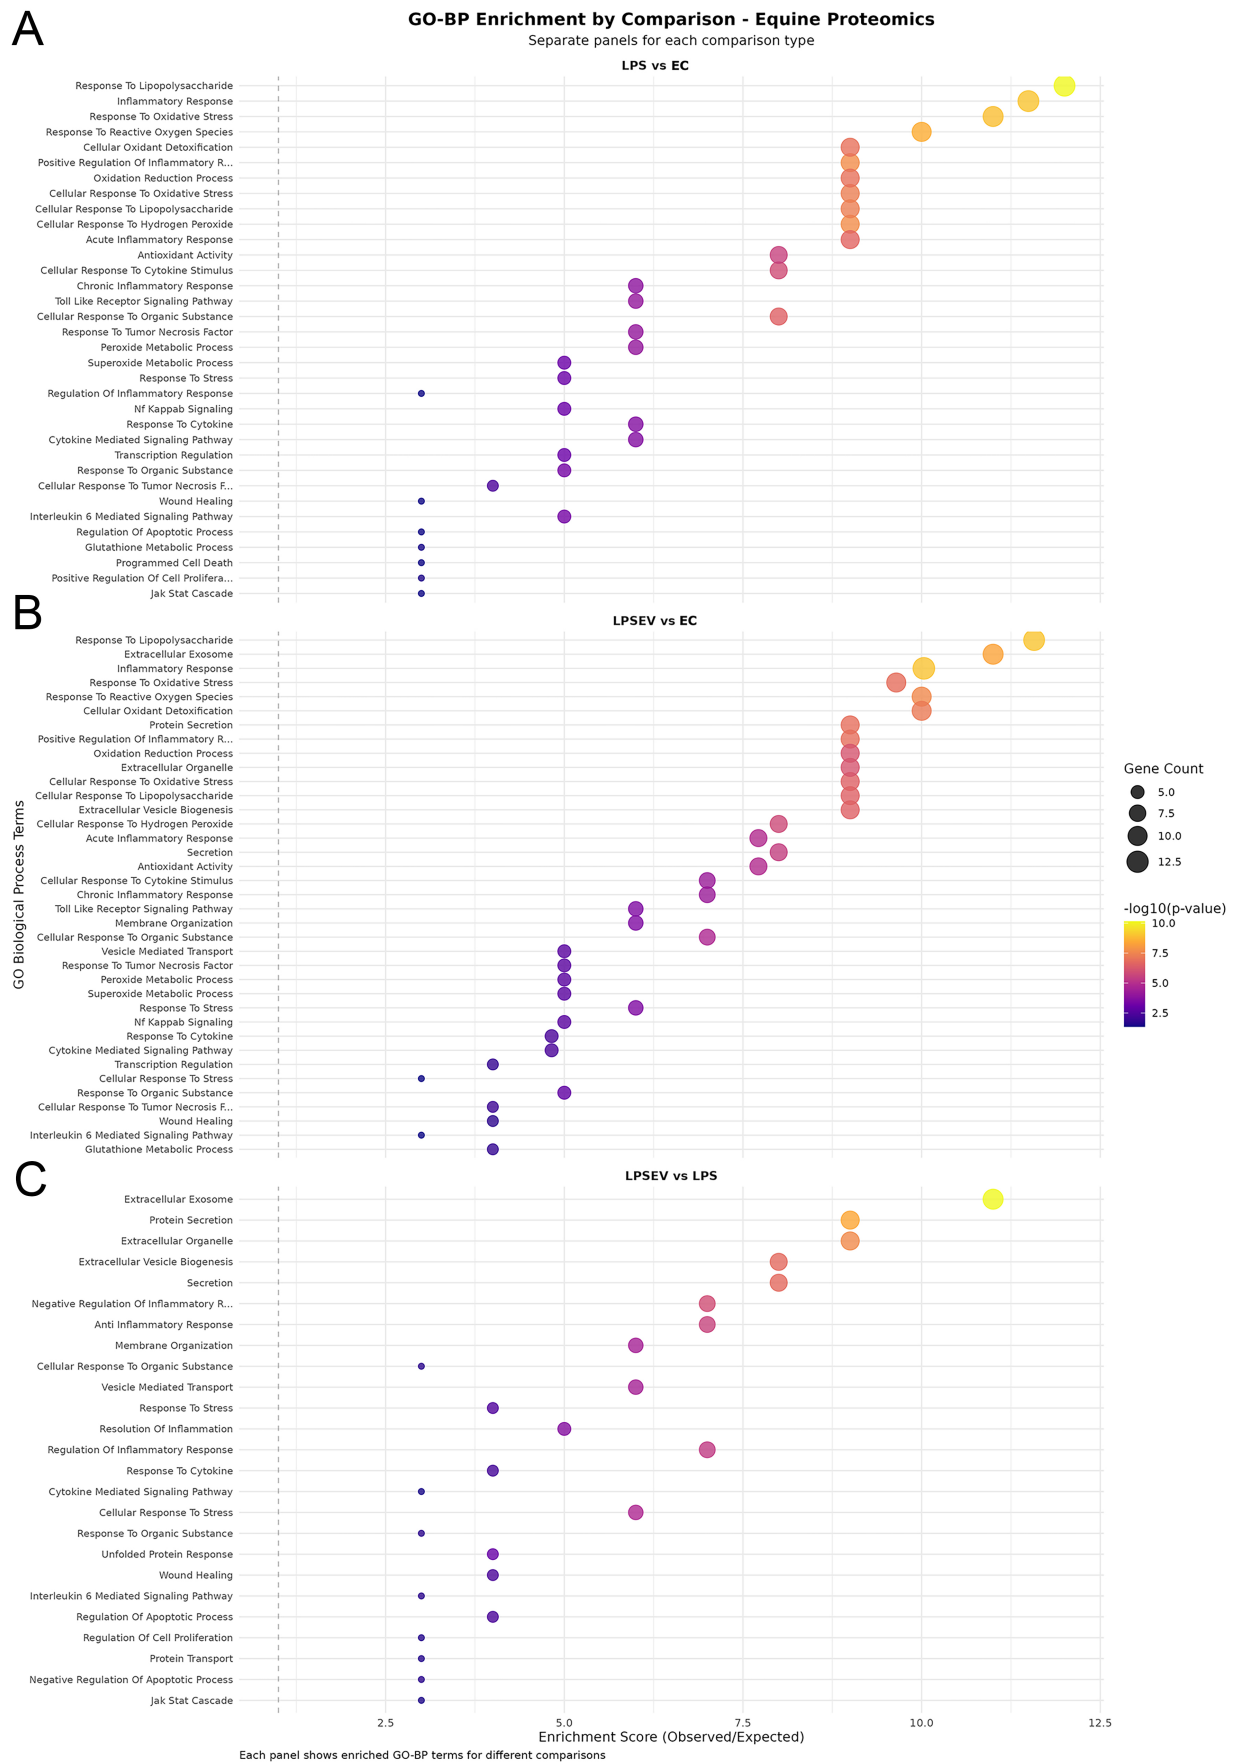 A
GO-BP Enrichment by Comparison - Equine Proteomics
Separate panels for each comparison type
LPS vs EC
Response To Lipopolysaccharide
Inflammatory Response
Response To Oxidative Stress
Response To Reactive Oxygen Species
Cellular Oxidant Detoxification
Positive Regulation Of Inflammatory R...
Oxidation Reduction Process
Cellular Response To Oxidative Stress
Cellular Response To Lipopolysaccharide
Cellular Response To Hydrogen Peroxide
Acute Inflammatory Response
Antioxidant Activity
Cellular Response To Cytokine Stimulus
Chronic Inflammatory Response
Toll Like Receptor Signaling Pathway
Cellular Response To Organic Substance
Response To Tumor Necrosis Factor
Peroxide Metabolic Process
Superoxide Metabolic Process
Response To Stress
Regulation Of Inflammatory Response
Nf Kappab Signaling
Response To Cytokine
Cytokine Mediated Signaling Pathway
Transcription Regulation
Response To Organic Substance
Cellular Response To Tumor Necrosis F...
Wound Healing
Interleukin 6 Mediated Signaling Pathway
Regulation Of Apoptotic Process
Glutathione Metabolic Process
Programmed Cell Death
Positive Regulation Of Cell Prolifera...
Jak Stat Cascade
B
LPSEV vs EC
Response To Lipopolysaccharide
Extracellular Exosome
Inflammatory Response
Response To Oxidative Stress
Response To Reactive Oxygen Species
Cellular Oxidant Detoxification
Protein Secretion
Positive Regulation Of Inflammatory R...
Oxidation Reduction Process
Extracellular Organelle
Cellular Response To Oxidative Stress
Cellular Response To Lipopolysaccharide
Extracellular Vesicle Biogenesis
Cellular Response To Hydrogen Peroxide
Acute Inflammatory Response
Secretion
Antioxidant Activity
Cellular Response To Cytokine Stimulus
Chronic Inflammatory Response
Toll Like Receptor Signaling Pathway
Membrane Organization
Cellular Response To Organic Substance
Vesicle Mediated Transport
Response To Tumor Necrosis Factor
Peroxide Metabolic Process
Superoxide Metabolic Process
Response To Stress
Nf Kappab Signaling
Response To Cytokine
Cytokine Mediated Signaling Pathway
Transcription Regulation
Cellular Response To Stress
Response To Organic Substance
Cellular Response To Tumor Necrosis F...
Wound Healing
Interleukin 6 Mediated Signaling Pathway
Glutathione Metabolic Process
GO Biological Process Terms
Gene Count
5.0
7.5
10.0
12.5
-log10(p-value)
10.0
7.5
5.0
2.5
C
LPSEV vs LPS
Extracellular Exosome
Protein Secretion
Extracellular Organelle
Extracellular Vesicle Biogenesis
Secretion
Negative Regulation Of Inflammatory R...
Anti Inflammatory Response
Membrane Organization
Cellular Response To Organic Substance
Vesicle Mediated Transport
Response To Stress
Resolution Of Inflammation
Regulation Of Inflammatory Response
Response To Cytokine
Cytokine Mediated Signaling Pathway
Cellular Response To Stress
Response To Organic Substance
Unfolded Protein Response
Wound Healing
Interleukin 6 Mediated Signaling Pathway
Regulation Of Apoptotic Process
Regulation Of Cell Proliferation
Protein Transport
Negative Regulation Of Apoptotic Process
Jak Stat Cascade
2.5 5.0 7.5 10.0 12.5
Enrichment Score (Observed/Expected)
Each panel shows enriched GO-BP terms for different comparisons